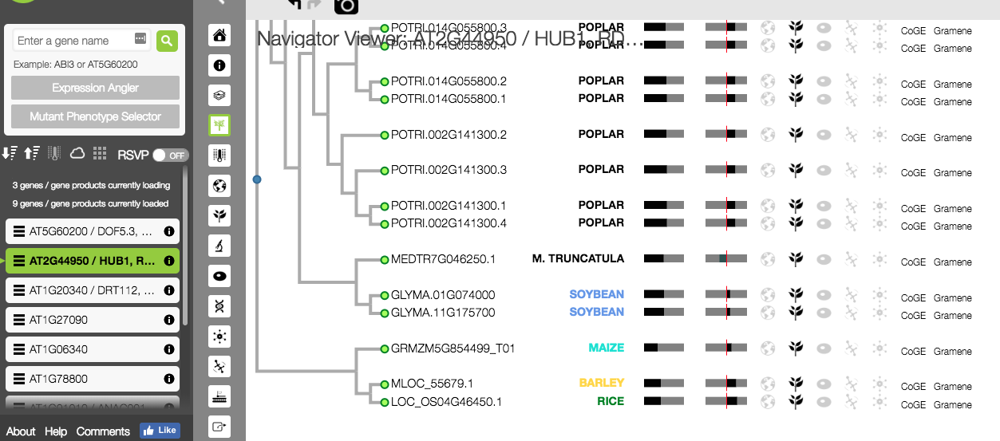 Enter a gene name
Example: ABI3 or AT5G60200
Expression Angler
Mutant Phenotype Selector
RSVP OFF
3 genes / gene products currently loading
9 genes / gene products currently loaded
AT5G60200 / DOF5.3, ...
AT2G44950 / HUB1, R...
AT1G20340 / DRT112, ...
AT1G27090
AT1G06340
AT1G78800
About Help Comments Like
Navigator Viewer: AT2G44950 / HUB1, RD...
POTRI.014G055800.3 POPLAR CoGE Gramene
POTRI.014G055800.4 POPLAR CoGE Gramene
POTRI.014G055800.2 POPLAR CoGE Gramene
POTRI.014G055800.1 POPLAR CoGE Gramene
POTRI.002G141300.2 POPLAR CoGE Gramene
POTRI.002G141300.3 POPLAR CoGE Gramene
POTRI.002G141300.1 POPLAR CoGE Gramene
POTRI.002G141300.4 POPLAR CoGE Gramene
MEDTR7G046250.1 M. TRUNCATULA CoGE Gramene
GLYMA.01G074000 SOYBEAN CoGE Gramene
GLYMA.11G175700 SOYBEAN CoGE Gramene
GRMZM5G854499_T01 MAIZE CoGE Gramene
MLOC_55679.1 BARLEY CoGE Gramene
LOC_OS04G46450.1 RICE CoGE Gramene